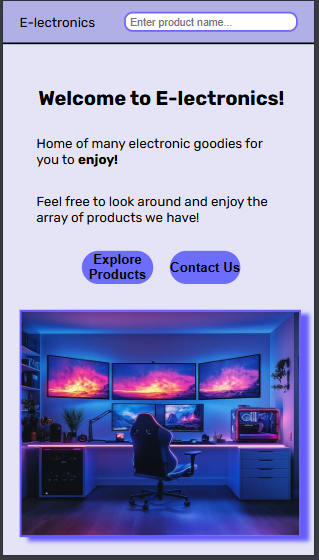 E-lectronics
Enter product name...
Welcome to E-lectronics!
Home of many electronic goodies for
you to enjoy!
Feel free to look around and enjoy the
array of products we have!
Explore
Products
Contact Us